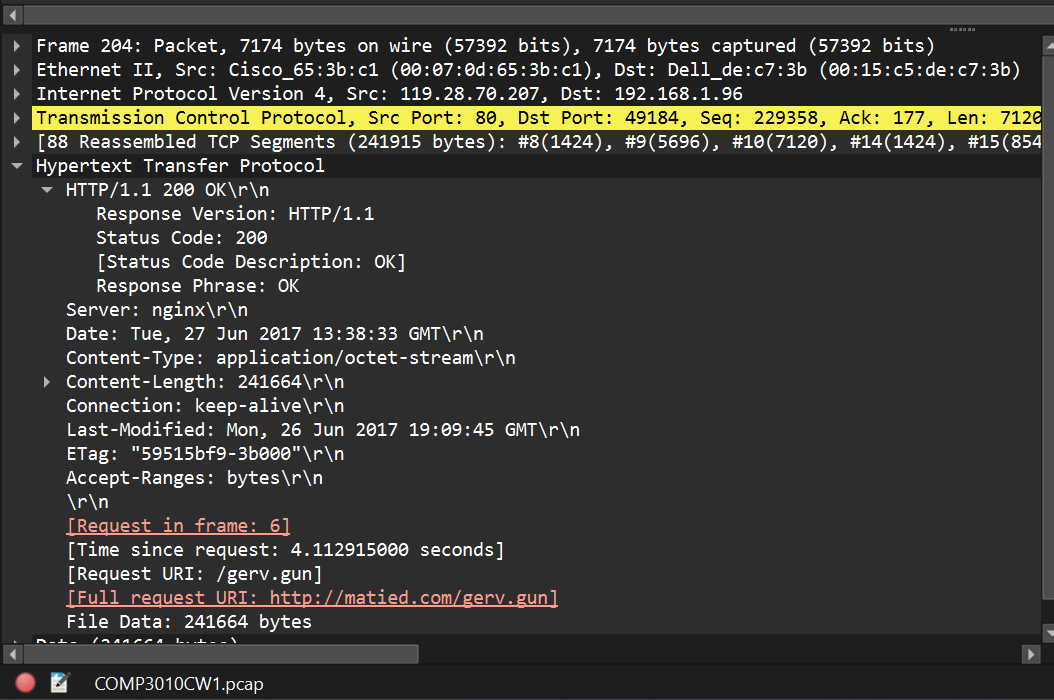 Frame 204: Packet, 7174 bytes on wire (57392 bits), 7174 bytes captured (57392 bits)
Ethernet II, Src: Cisco_65:3b:c1 (00:07:0d:65:3b:c1), Dst: Dell_de:c7:3b (00:15:c5:de:c7:3b)
Internet Protocol Version 4, Src: 119.28.70.207, Dst: 192.168.1.96
Transmission Control Protocol, Src Port: 80, Dst Port: 49184, Seq: 229358, Ack: 177, Len: 7120
[88 Reassembled TCP Segments (241915 bytes): #8(1424), #9(5696), #10(7120), #14(1424), #15(854
Hypertext Transfer Protocol
HTTP/1.1 200 OK\r\n
Response Version: HTTP/1.1
Status Code: 200
[Status Code Description: OK]
Response Phrase: OK
Server: nginx\r\n
Date: Tue, 27 Jun 2017 13:38:33 GMT\r\n
Content-Type: application/octet-stream\r\n
Content-Length: 241664\r\n
Connection: keep-alive\r\n
Last-Modified: Mon, 26 Jun 2017 19:09:45 GMT\r\n
ETag: "59515bf9-3b000"\r\n
Accept-Ranges: bytes\r\n
\r\n
[Request in frame: 6]
[Time since request: 4.112915000 seconds]
[Request URI: /gerv.gun]
[Full request URI: http://matied.com/gerv.gun]
File Data: 241664 bytes
Data (241664 bytes)
COMP3010CW1.pcap